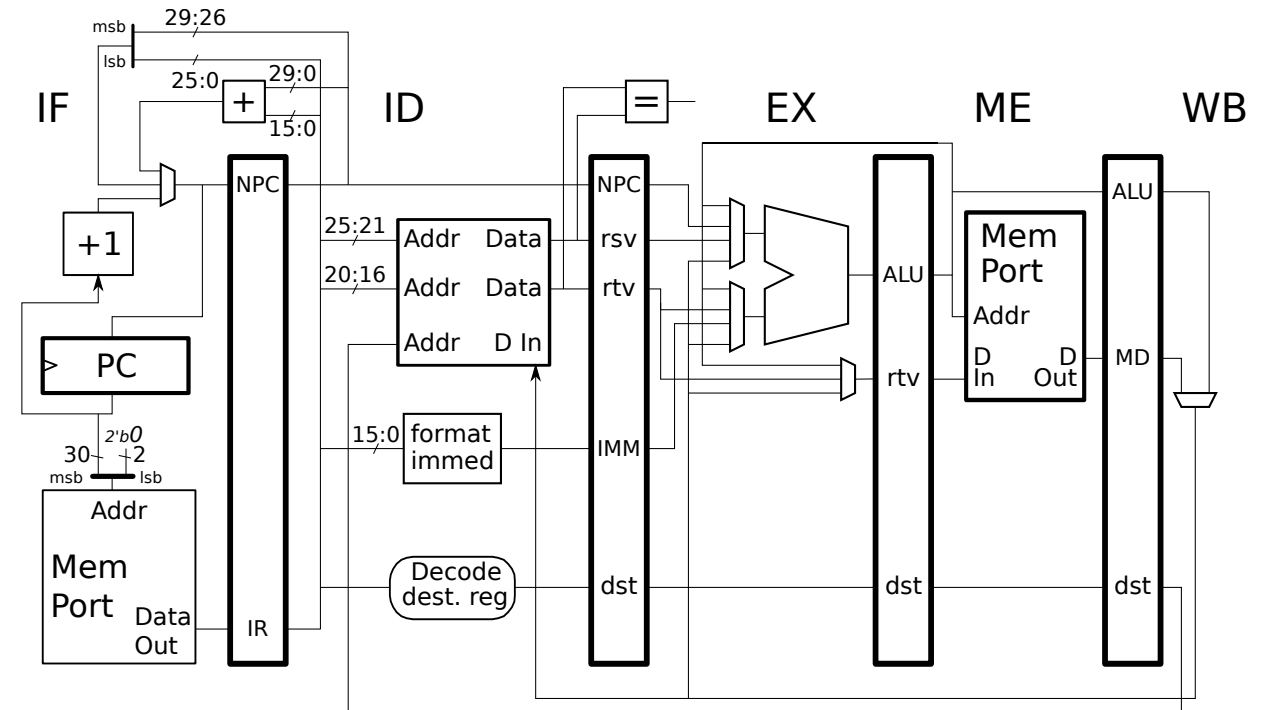 29:26
msb
lsb
25:0
29:0
+
15:0
=
IF
ID
EX
ME
WB
NPC
NPC
+1
25:21
Addr
Data
rsv
20:16
Addr
Data
rtv
Addr
D In
ALU
ALU
Mem
Port
Addr
D
In
D
Out
MD
rtv
PC
2'b0
30
2
msb
lsb
15:0
format
immed
IMM
Addr
Mem
Port
Data
Out
IR
Decode
dest. reg
dst
dst
dst